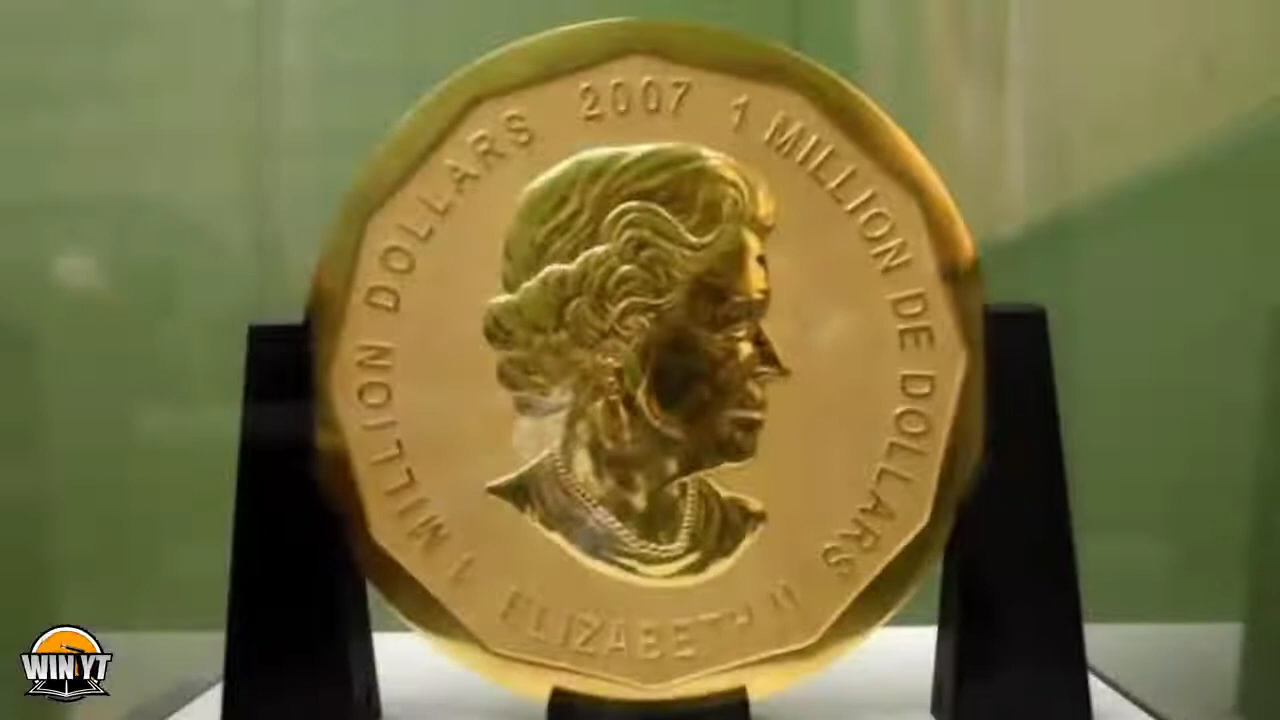 1 MILLION DOLLARS 2007 1 MILLION DE DOLLARS
ELIZABETH II
WIN YT